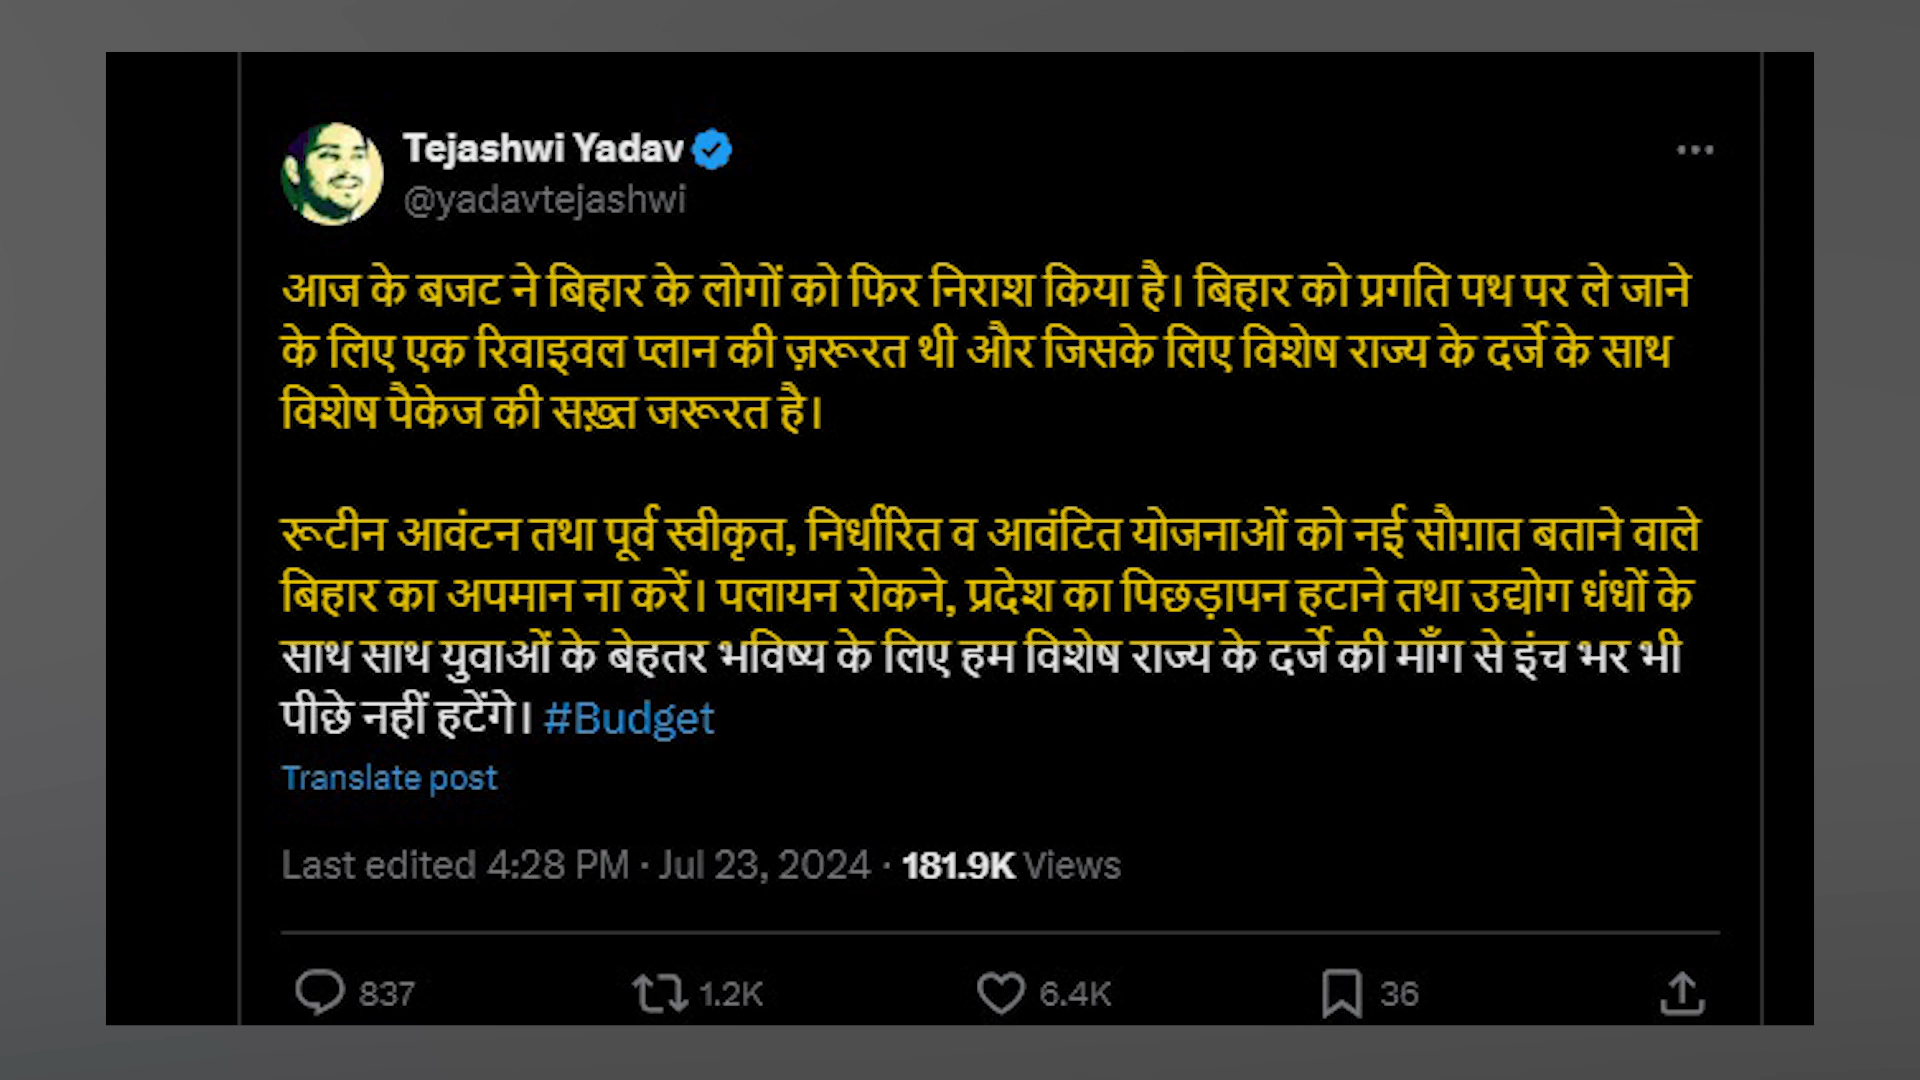 Tejashwi Yadav
@yadavtejashwi
आज के बजट ने बिहार के लोगों को फिर निराश किया है। बिहार को प्रगति पथ पर ले जाने
के लिए एक रिवाइवल प्लान की ज़रूरत थी और जिसके लिए विशेष राज्य के दर्जे के साथ
विशेष पैकेज की सख़्त जरूरत है।
रूटीन आवंटन तथा पूर्व स्वीकृत, निर्धारित व आवंटित योजनाओं को नई सौग़ात बताने वाले
बिहार का अपमान ना करें। पलायन रोकने, प्रदेश का पिछड़ापन हटाने तथा उद्योग धंधों के
साथ साथ युवाओं के बेहतर भविष्य के लिए हम विशेष राज्य के दर्जे की माँग से इंच भर भी
पीछे नहीं हटेंगे। #Budget
Translate post
Last edited 4:28 PM · Jul 23, 2024 · 181.9K Views
837 1.2K 6.4K 36